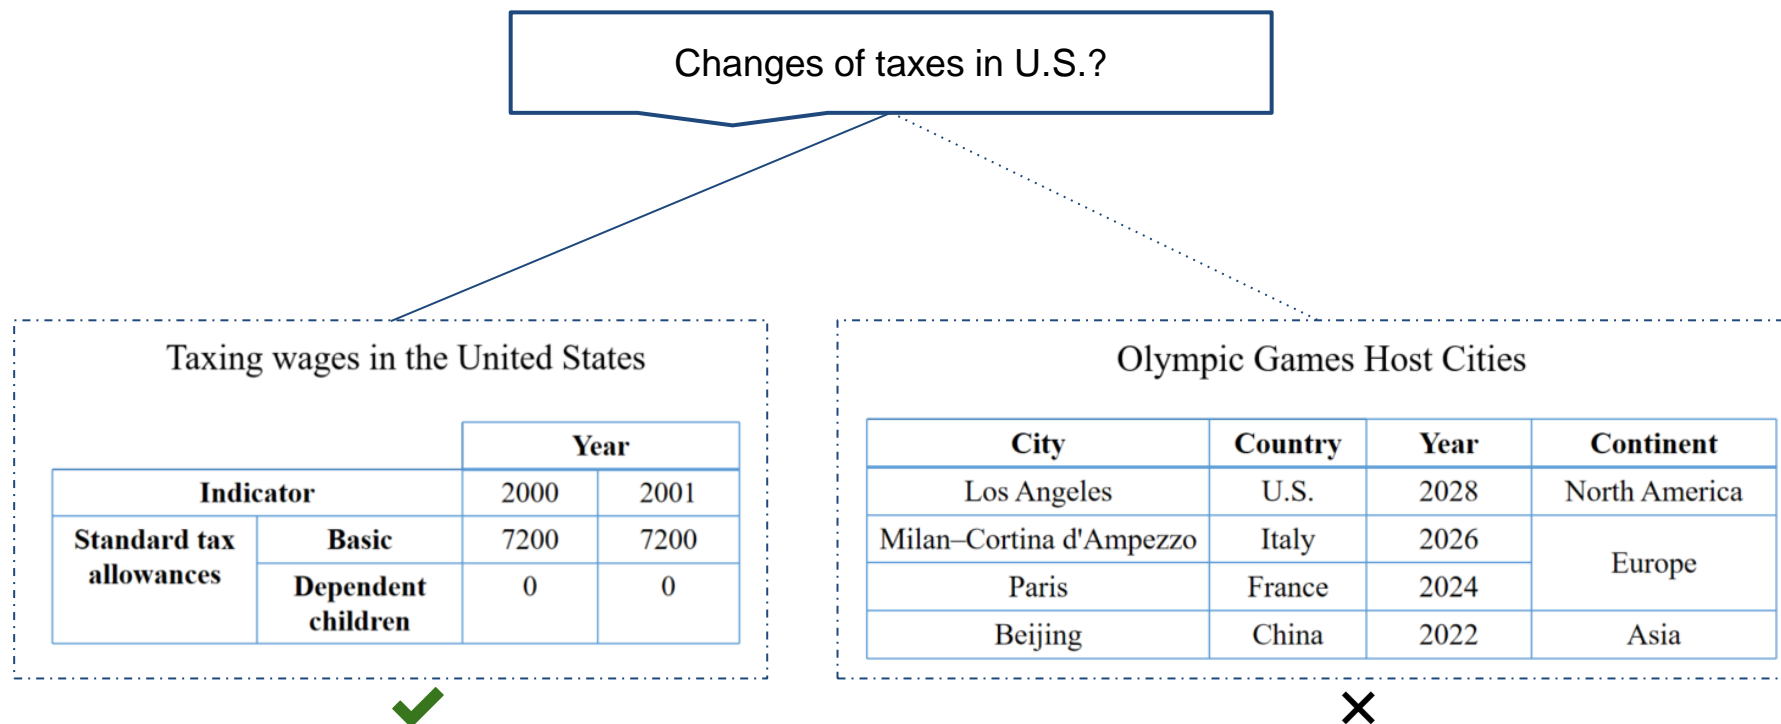 Changes of taxes in U.S.?
Taxing wages in the United States
Year
Indicator 2000 2001
Standard tax allowances Basic 7200 7200
Dependent children 0 0
Olympic Games Host Cities
City Country Year Continent
Los Angeles U.S. 2028 North America
Milan–Cortina d'Ampezzo Italy 2026 Europe
Paris France 2024
Beijing China 2022 Asia